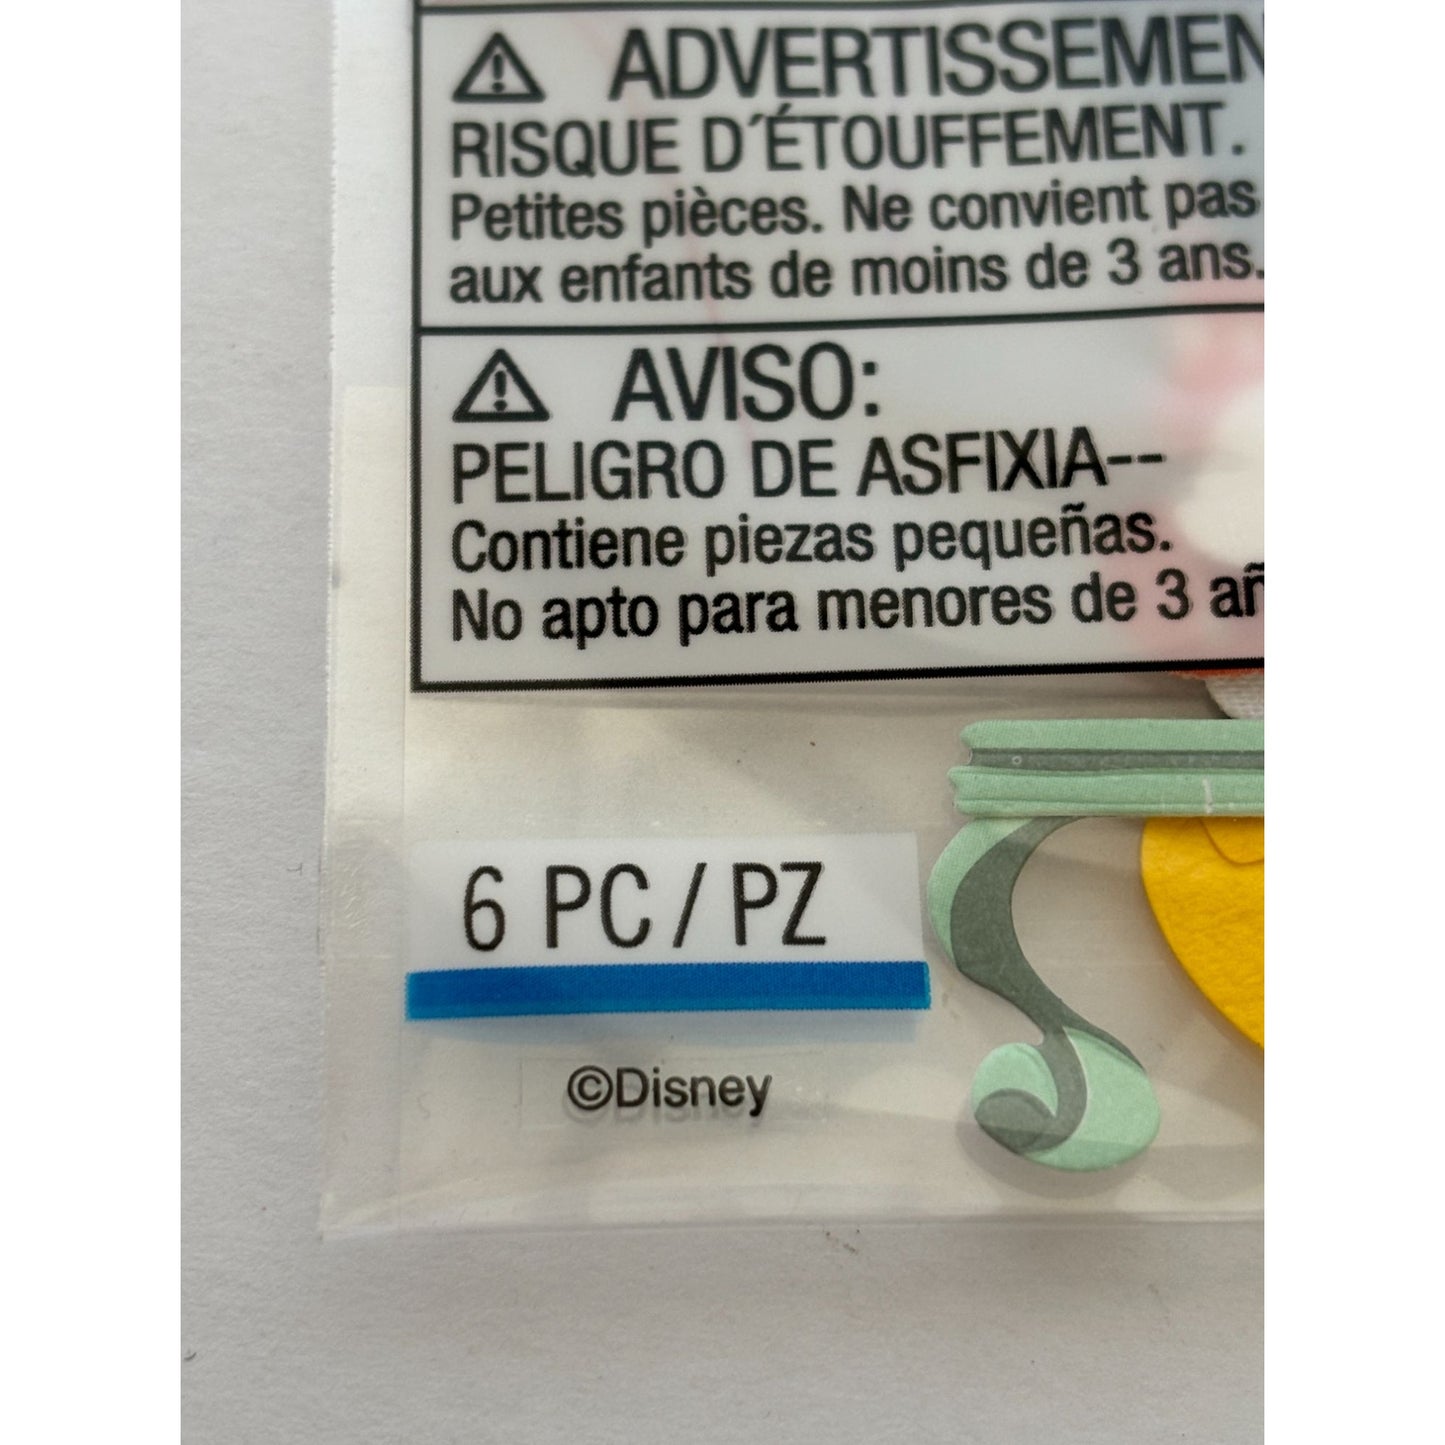 ADVERTISSEMEN
RISQUE D´ÉTOUFFEMENT.
Petites pièces. Ne convient pas
aux enfants de moins de 3 ans.
AVISO:
PELIGRO DE ASFIXIA--
Contiene piezas pequeñas.
No apto para menores de 3 añ
6 PC / PZ
©Disney